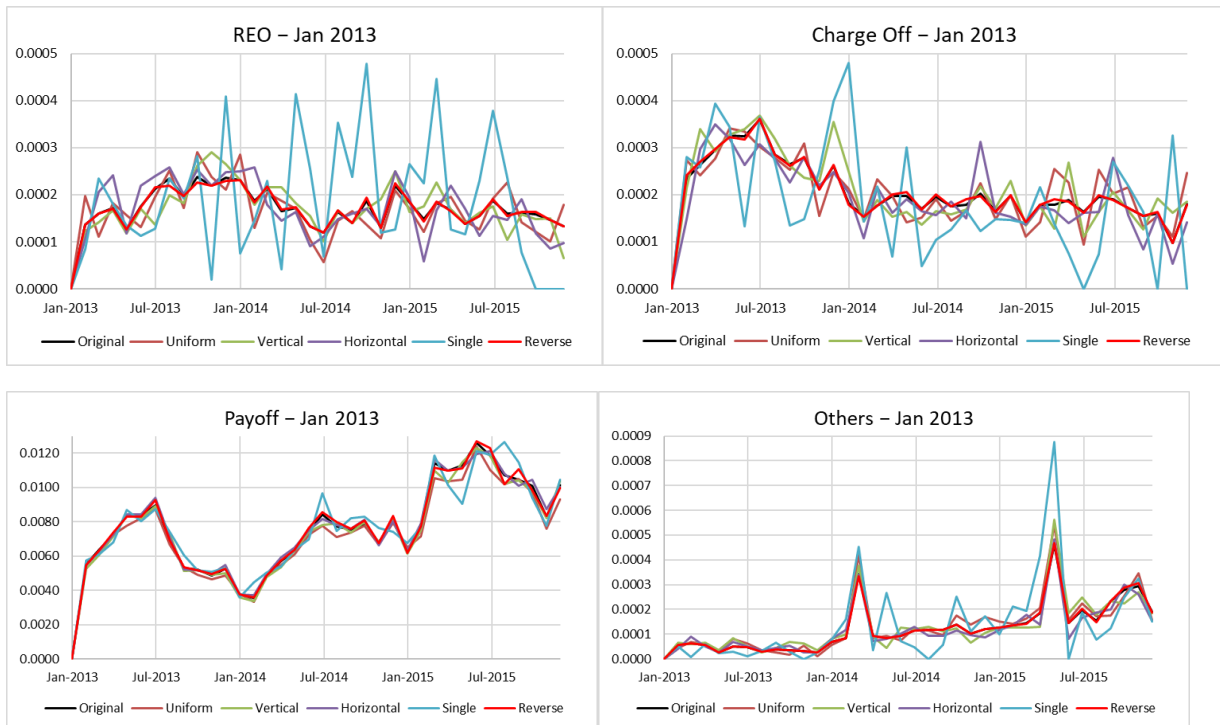 REO – Jan 2013
0.0005
0.0004
0.0003
0.0002
0.0001
0.0000
Jan-2013 Jul-2013 Jan-2014 Jul-2014 Jan-2015 Jul-2015
Original Uniform Vertical Horizontal Single Reverse
Charge Off – Jan 2013
0.0005
0.0004
0.0003
0.0002
0.0001
0.0000
Jan-2013 Jul-2013 Jan-2014 Jul-2014 Jan-2015 Jul-2015
Original Uniform Vertical Horizontal Single Reverse
Payoff – Jan 2013
0.0120
0.0100
0.0080
0.0060
0.0040
0.0020
0.0000
Jan-2013 Jul-2013 Jan-2014 Jul-2014 Jan-2015 Jul-2015
Original Uniform Vertical Horizontal Single Reverse
Others – Jan 2013
0.0009
0.0008
0.0007
0.0006
0.0005
0.0004
0.0003
0.0002
0.0001
0.0000
Jan-2013 Jul-2013 Jan-2014 Jul-2014 Jan-2015 Jul-2015
Original Uniform Vertical Horizontal Single Reverse